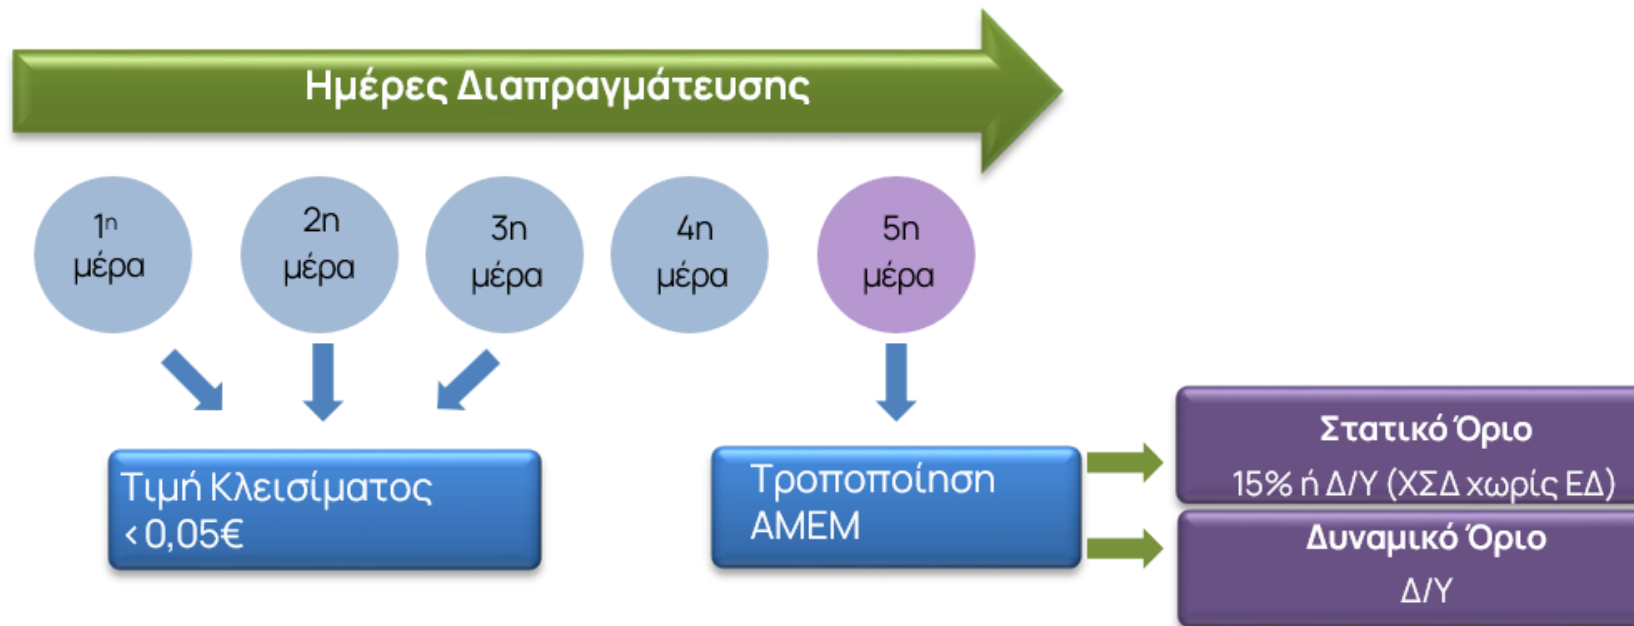 Ημέρες Διαπραγμάτευσης
1η
μέρα
2η
μέρα
3η
μέρα
4η
μέρα
5η
μέρα
Τιμή Κλεισίματος
<0,05€
Τροποποίηση
ΑΜΕΜ
Στατικό Όριο
15% ή Δ/Υ (ΧΣΔ χωρίς ΕΔ)
Δυναμικό Όριο
Δ/Υ